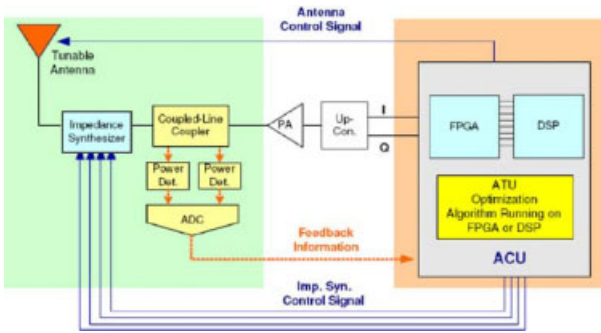 Antenna
Control Signal
Tunable
Antenna
Impedance
Synthesizer
Coupled-Line
Coupler
PA
Up-
Con.
I
Q
FPGA
DSP
Power
Det.
Power
Det.
ADC
ATU
Optimization
Algorithm Running on
FPGA or DSP
Feedback
Information
ACU
Imp. Syn.
Control Signal